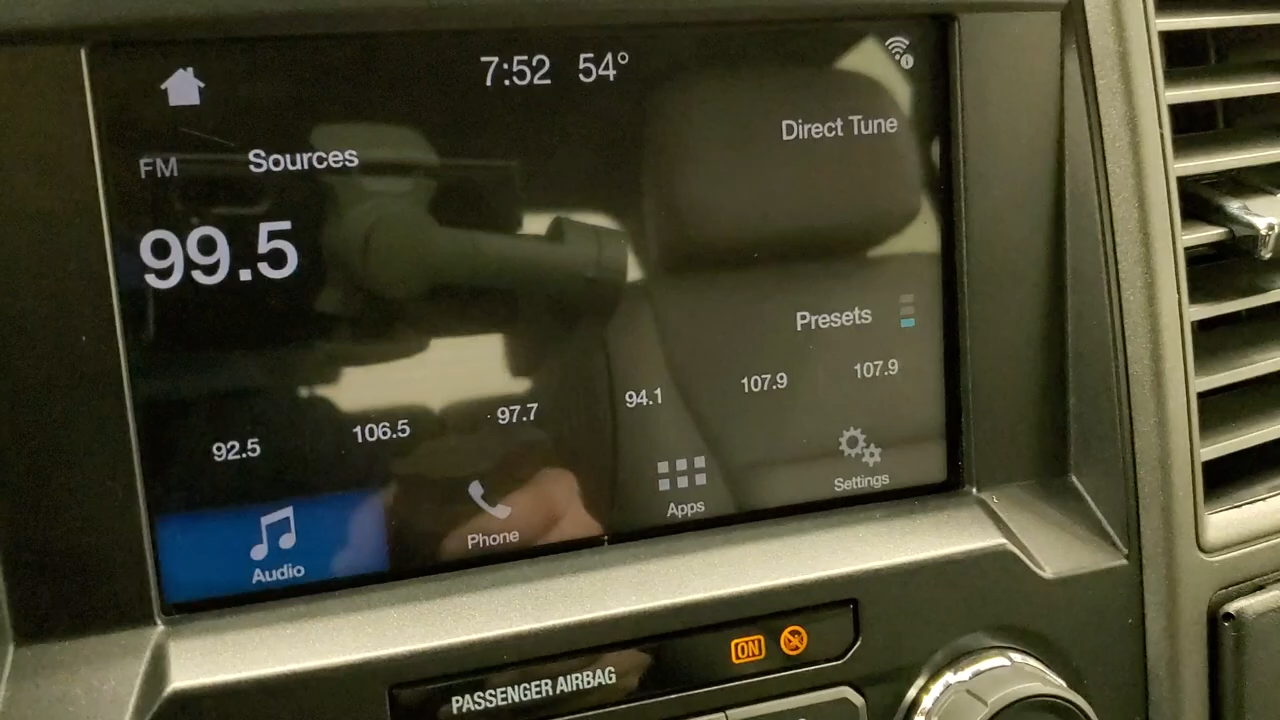 7:52 54°
Direct Tune
FM Sources
99.5
Presets
92.5 106.5 97.7 94.1 107.9 107.9
Audio Phone Apps Settings
PASSENGER AIRBAG ON